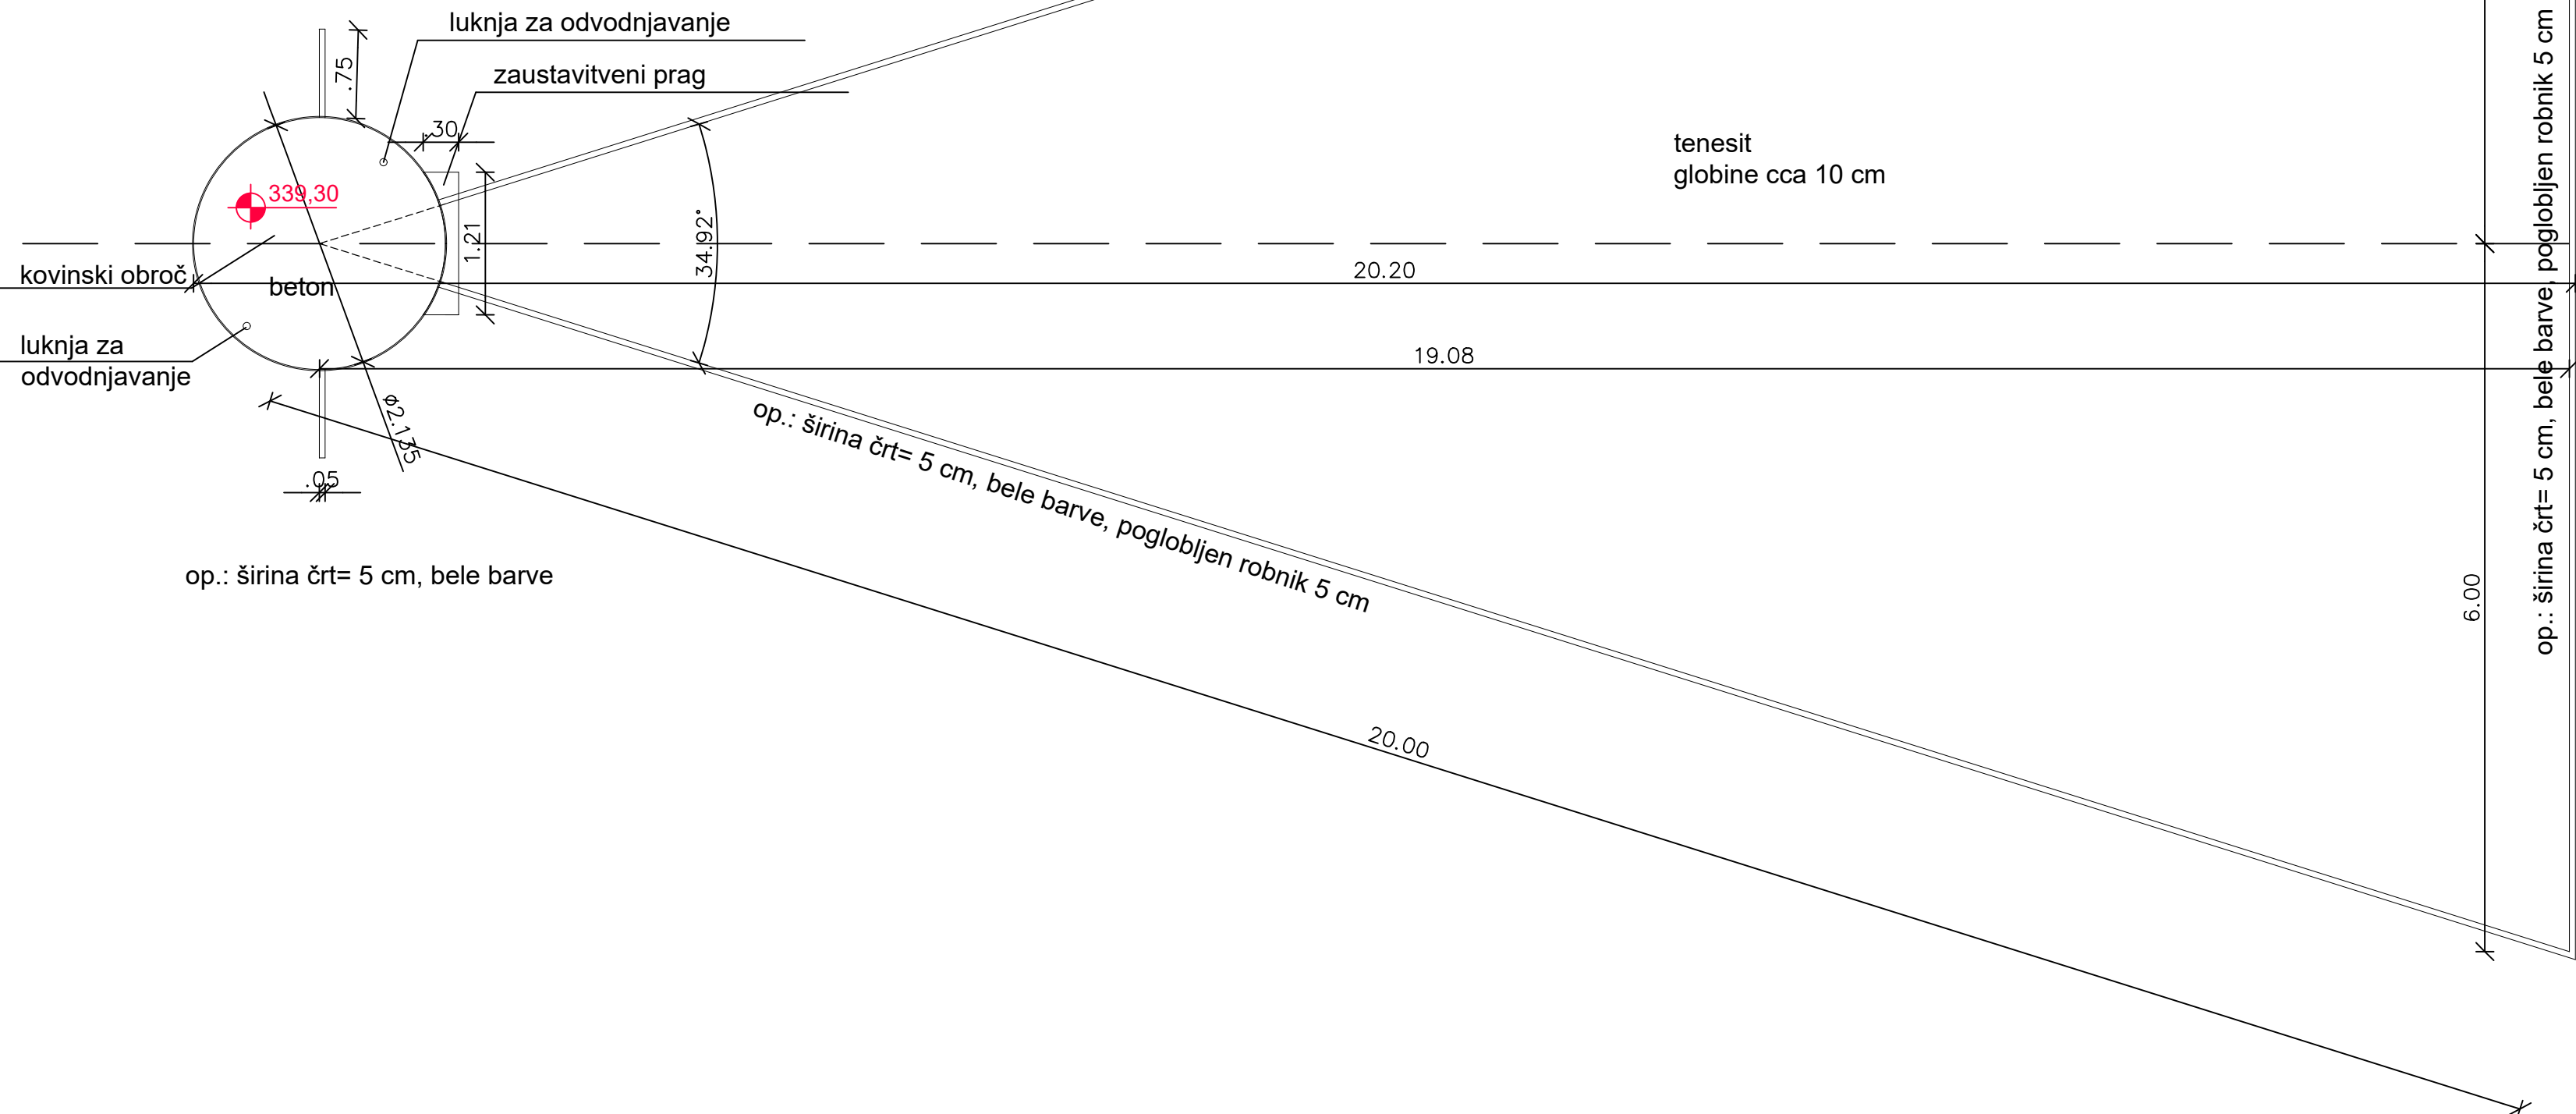 luknja za odvodnjavanje
.75
zaustavitveni prag
.30
tenesit
globine cca 10 cm
339,30
34.92°
1.21
kovinski obroč
beton
20.20
luknja za
odvodnjavanje
19.08
ø2.135
.05
op.: širina črt= 5 cm, bele barve, poglobljen robnik 5 cm
op.: širina črt= 5 cm, bele barve
6.00
op.: širina črt= 5 cm, bele barve, poglobljen robnik 5 cm
20.00